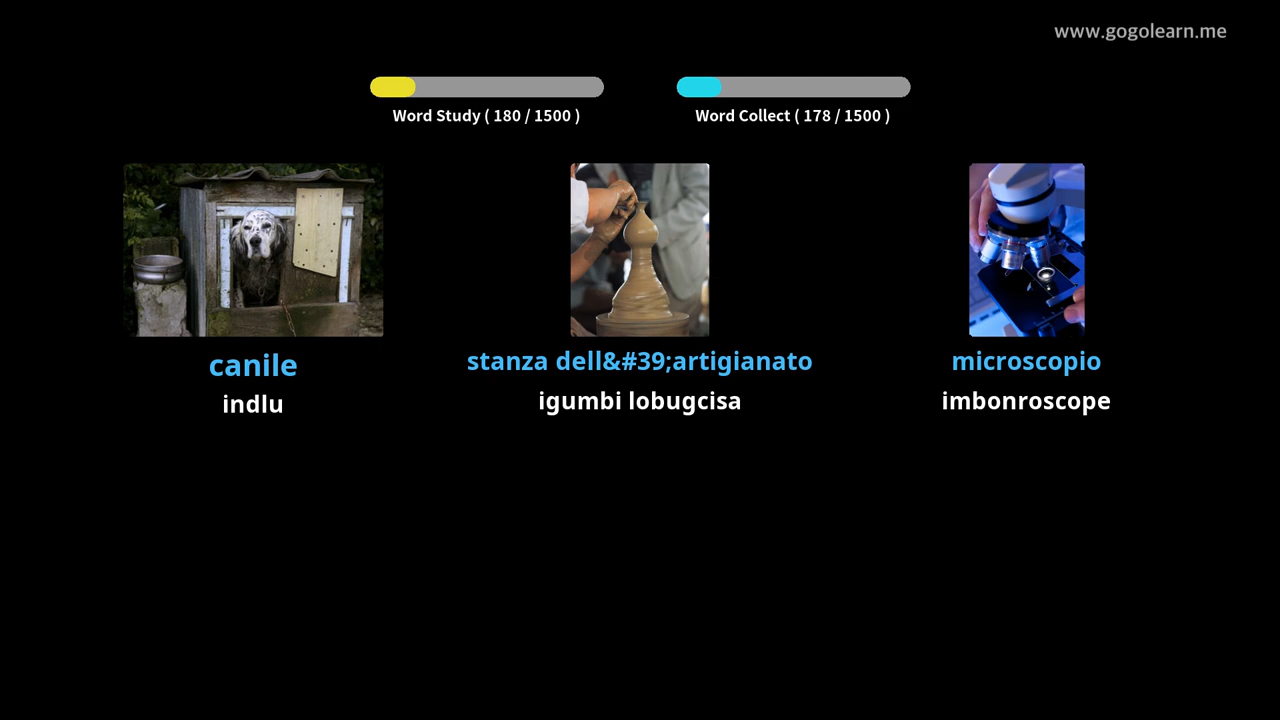 www.gogolearn.me
Word Study ( 180 / 1500 )
Word Collect ( 178 / 1500 )
canile
indlu
stanza dell&#39;artigianato
igumbi lobugcisa
microscopio
imbonroscope